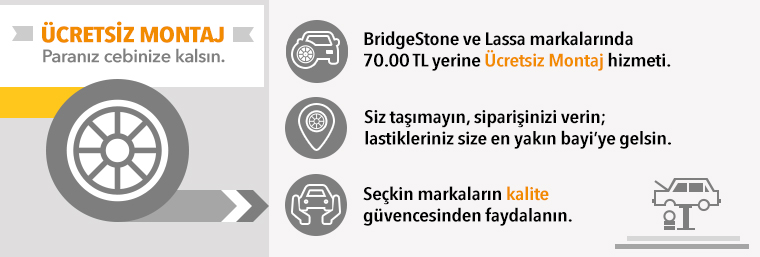 ÜCRETSİZ MONTAJ
Paranız cebinize kalsın.
BridgeStone ve Lassa markalarında
70.00 TL yerine Ücretsiz Montaj hizmeti.
Siz taşımayın, siparişinizi verin;
lastikleriniz size en yakın bayi'ye gelsin.
Seçkin markaların kalite
güvencesinden faydalanın.